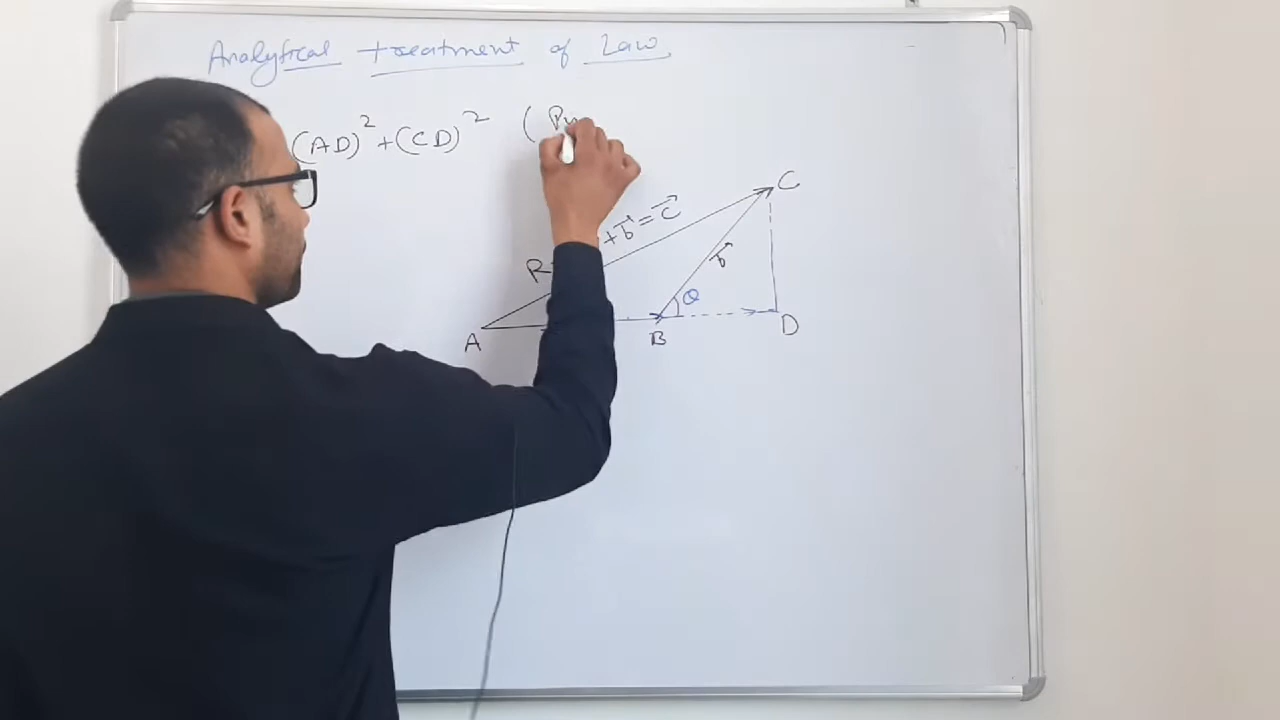 Analytical treatment of Law
(AD)²+(CD)² (
C
+b⃗=c⃗
b⃗
R
θ
A
B
D